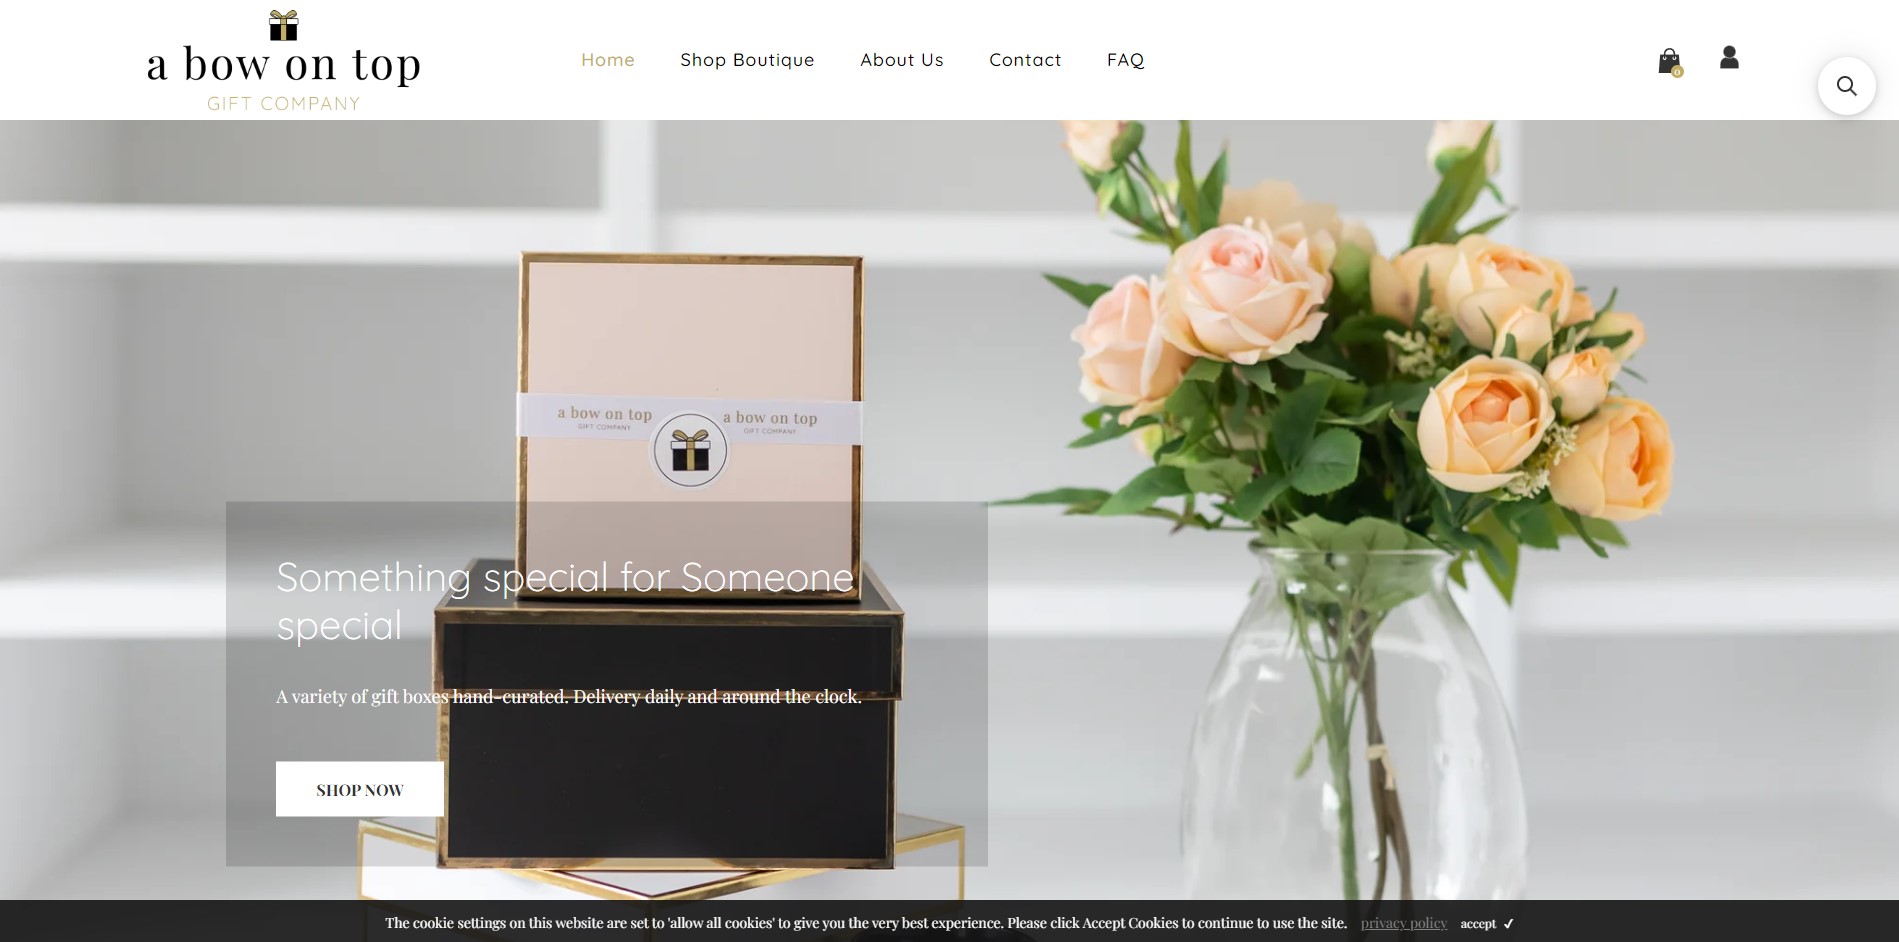 a bow on top
GIFT COMPANY
Home
Shop Boutique
About Us
Contact
FAQ
0
a bow on top
GIFT COMPANY
a bow on top
GIFT COMPANY
Something special for Someone
special
A variety of gift boxes hand-curated. Delivery daily and around the clock.
SHOP NOW
The cookie settings on this website are set to 'allow all cookies' to give you the very best experience. Please click Accept Cookies to continue to use the site. privacy policy accept ✓